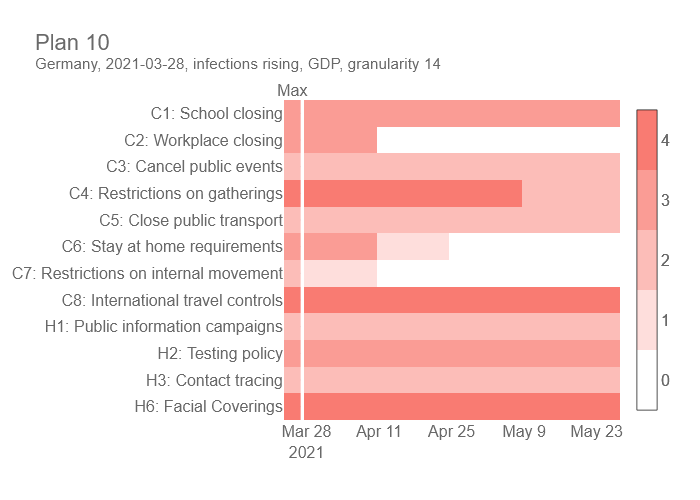 Plan 10
Germany, 2021-03-28, infections rising, GDP, granularity 14
Max
C1: School closing
C2: Workplace closing
C3: Cancel public events
C4: Restrictions on gatherings
C5: Close public transport
C6: Stay at home requirements
C7: Restrictions on internal movement
C8: International travel controls
H1: Public information campaigns
H2: Testing policy
H3: Contact tracing
H6: Facial Coverings
Mar 28 Apr 11 Apr 25 May 9 May 23
2021
4
3
2
1
0